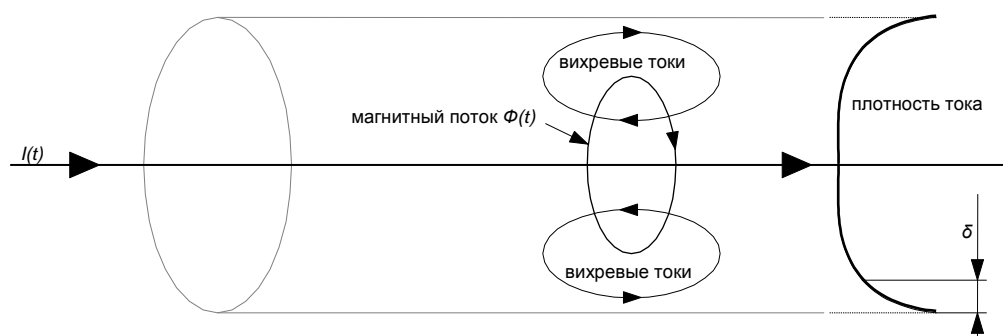 вихревые токи
плотность тока
магнитный поток Φ(t)
I(t)
δ
вихревые токи